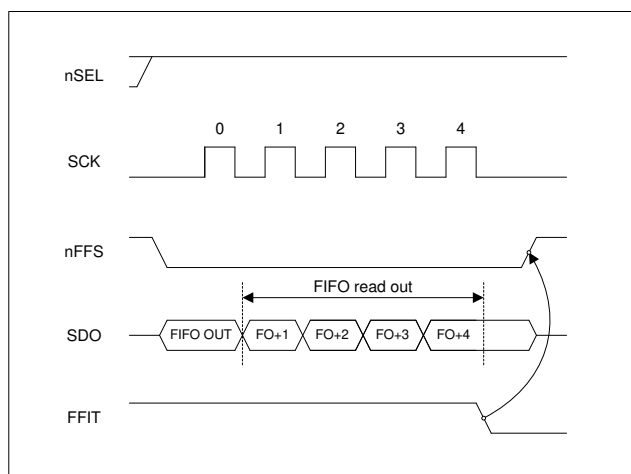 nSEL
0 1 2 3 4
SCK
nFFS
FIFO read out
SDO FIFO OUT FO+1 FO+2 FO+3 FO+4
FFIT